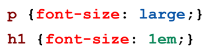 p {font-size: large;}
h1 {font-size: 1em;}